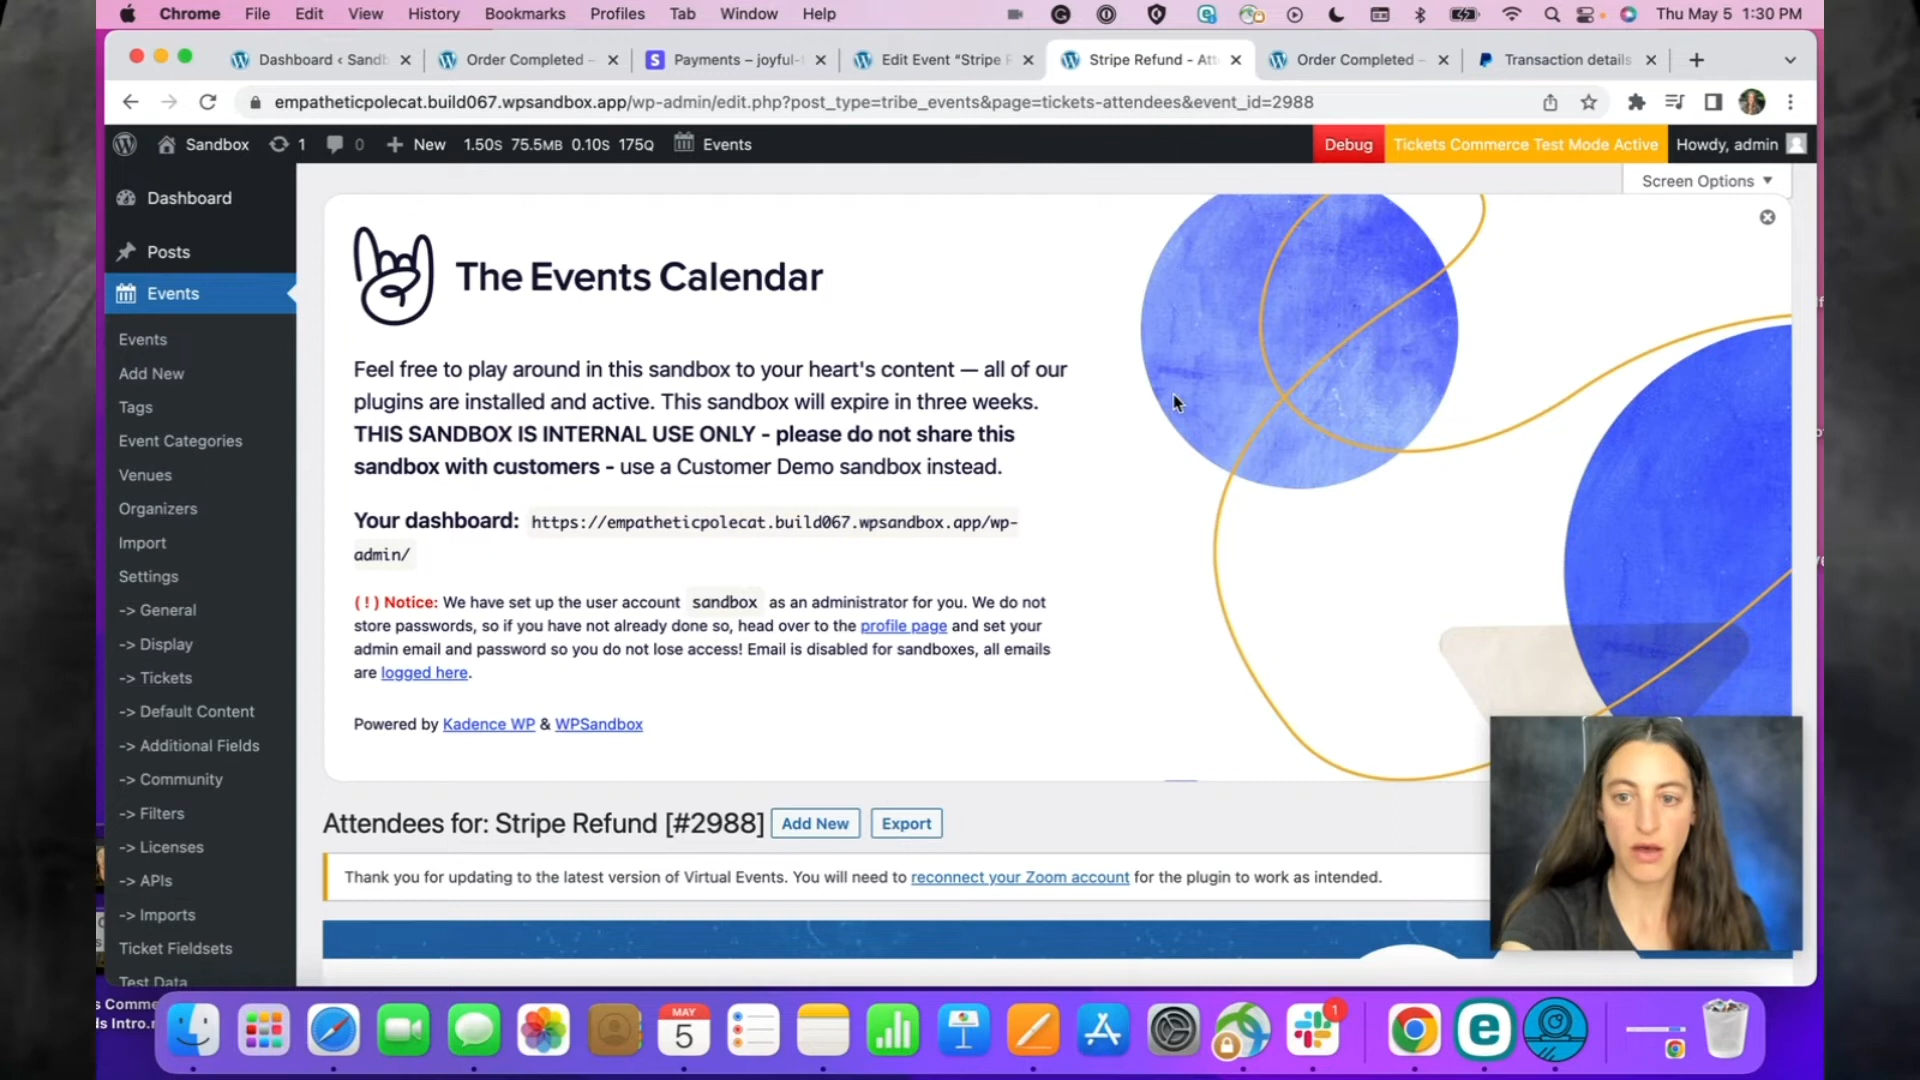 Chrome File Edit View History Bookmarks Profiles Tab Window Help Thu May 5 1:30 PM
Dashboard ‹ Sandb Order Completed – Payments – joyful- Edit Event “Stripe R Stripe Refund - Att Order Completed – Transaction details
empatheticpolecat.build067.wpsandbox.app/wp-admin/edit.php?post_type=tribe_events&page=tickets-attendees&event_id=2988
Sandbox 1 0 New 1.50S 75.5MB 0.10S 175Q Events Debug Tickets Commerce Test Mode Active Howdy, admin
Screen Options
Dashboard
Posts
Events
Events
Add New
Tags
Event Categories
Venues
Organizers
Import
Settings
-> General
-> Display
-> Tickets
-> Default Content
-> Additional Fields
-> Community
-> Filters
-> Licenses
-> APIs
-> Imports
Ticket Fieldsets
Test Data
The Events Calendar
Feel free to play around in this sandbox to your heart's content — all of our
plugins are installed and active. This sandbox will expire in three weeks.
THIS SANDBOX IS INTERNAL USE ONLY - please do not share this
sandbox with customers - use a Customer Demo sandbox instead.
Your dashboard: https://empatheticpolecat.build067.wpsandbox.app/wp-
admin/
( ! ) Notice: We have set up the user account sandbox as an administrator for you. We do not
store passwords, so if you have not already done so, head over to the profile page and set your
admin email and password so you do not lose access! Email is disabled for sandboxes, all emails
are logged here.
Powered by Kadence WP & WPSandbox
Attendees for: Stripe Refund [#2988] Add New Export
Thank you for updating to the latest version of Virtual Events. You will need to reconnect your Zoom account for the plugin to work as intended.
s Comme
ds Intro.r
MAY
5
1